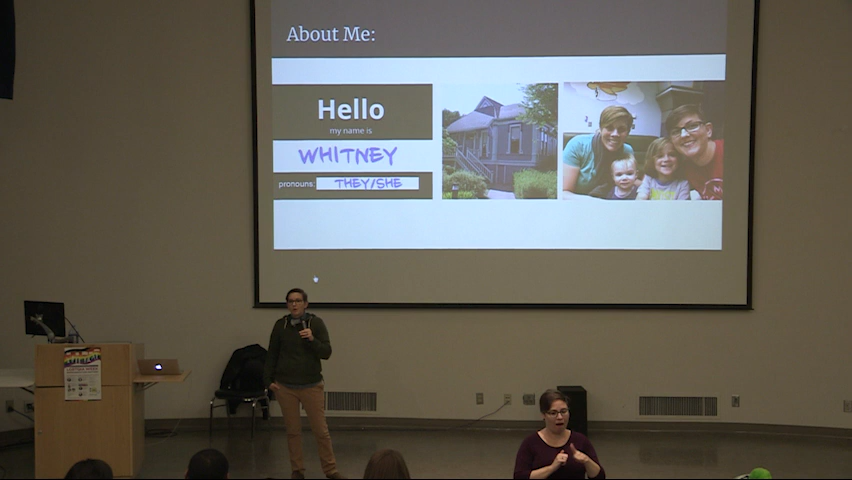 About Me:
Hello
my name is
WHITNEY
pronouns: THEY/SHE